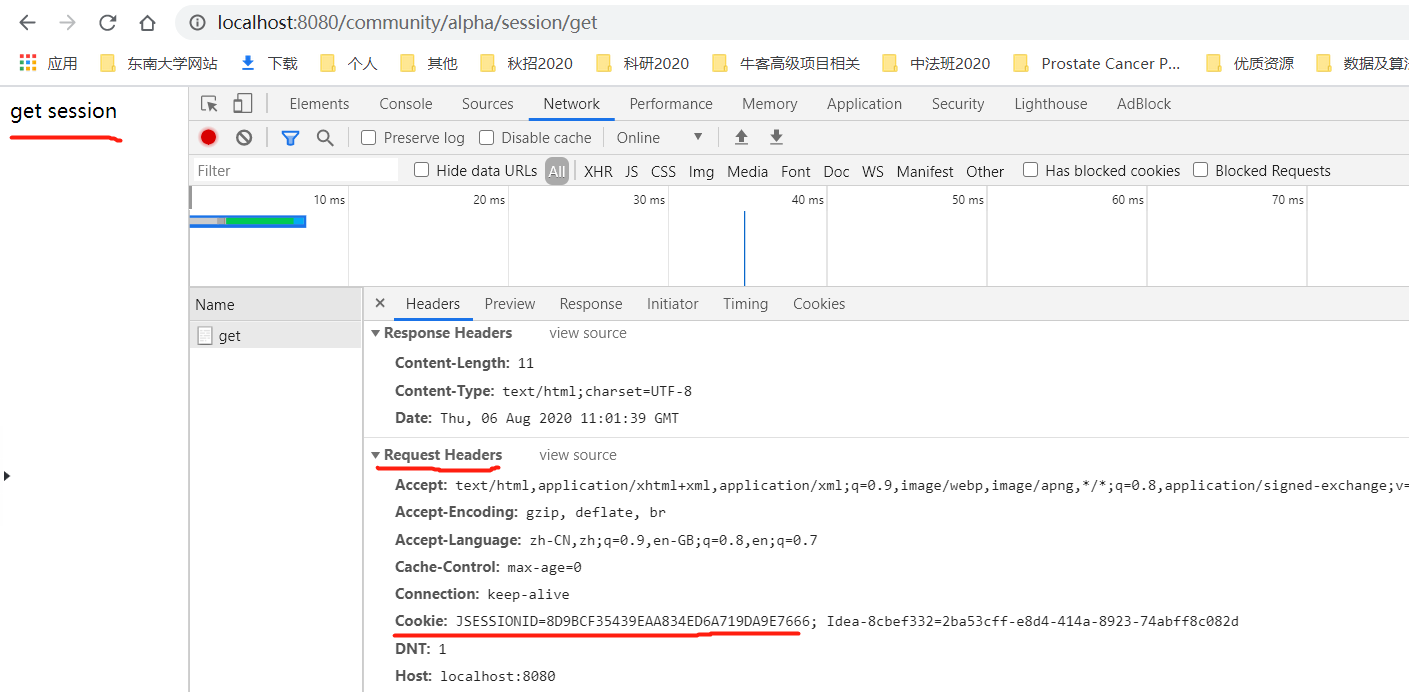 localhost:8080/community/alpha/session/get
应用 东南大学网站 下载 个人 其他 秋招2020 科研2020 牛客高级项目相关 中法班2020 Prostate Cancer P... 优质资源 数据及算法
get session
Elements Console Sources Network Performance Memory Application Security Lighthouse AdBlock
Preserve log Disable cache Online
Filter Hide data URLs All XHR JS CSS Img Media Font Doc WS Manifest Other Has blocked cookies Blocked Requests
10 ms 20 ms 30 ms 40 ms 50 ms 60 ms 70 ms
Name × Headers Preview Response Initiator Timing Cookies
get
Response Headers view source
Content-Length: 11
Content-Type: text/html;charset=UTF-8
Date: Thu, 06 Aug 2020 11:01:39 GMT
Request Headers view source
Accept: text/html,application/xhtml+xml,application/xml;q=0.9,image/webp,image/apng,*/*;q=0.8,application/signed-exchange;v=
Accept-Encoding: gzip, deflate, br
Accept-Language: zh-CN,zh;q=0.9,en-GB;q=0.8,en;q=0.7
Cache-Control: max-age=0
Connection: keep-alive
Cookie: JSESSIONID=8D9BCF35439EAA834ED6A719DA9E7666; Idea-8cbef332=2ba53cff-e8d4-414a-8923-74abff8c082d
DNT: 1
Host: localhost:8080